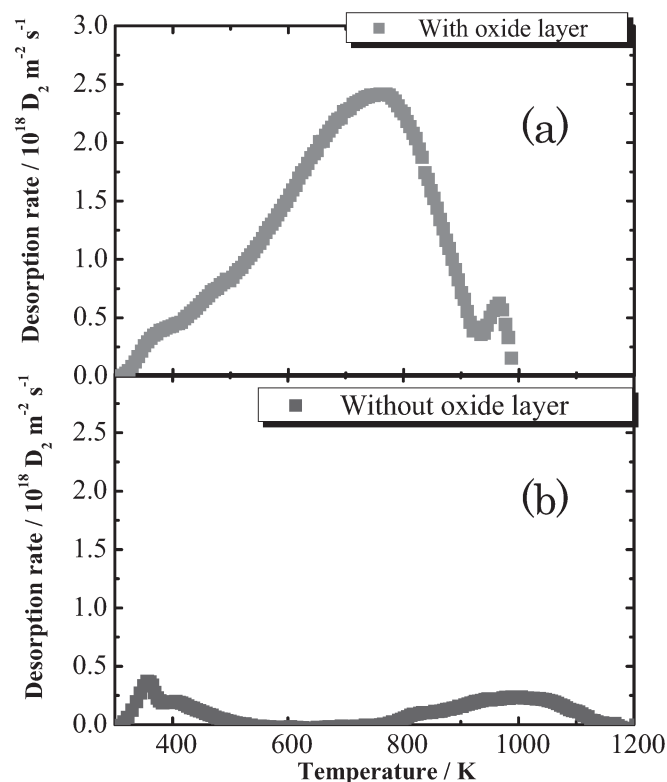 With oxide layer
3.0
2.5
2.0
1.5
1.0
0.5
0.0
(a)
Desorption rate / 10¹⁸ D₂ m⁻² s⁻¹
Without oxide layer
2.5
2.0
1.5
1.0
0.5
0.0
(b)
Desorption rate / 10¹⁸ D₂ m⁻² s⁻¹
400 600 800 1000 1200
Temperature / K